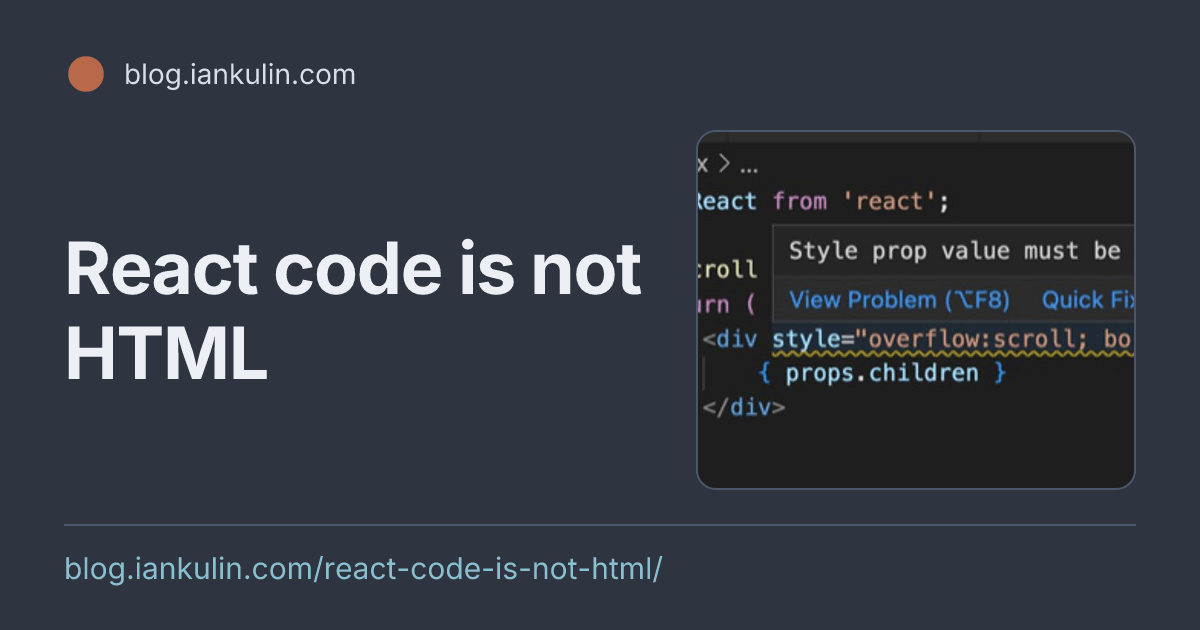 blog.iankulin.com
React code is not
HTML
x > ...
React from 'react';
Style prop value must be
croll
View Problem (⌥F8) Quick Fix
urn (
<div style="overflow:scroll; bo
{ props.children }
</div>
blog.iankulin.com/react-code-is-not-html/